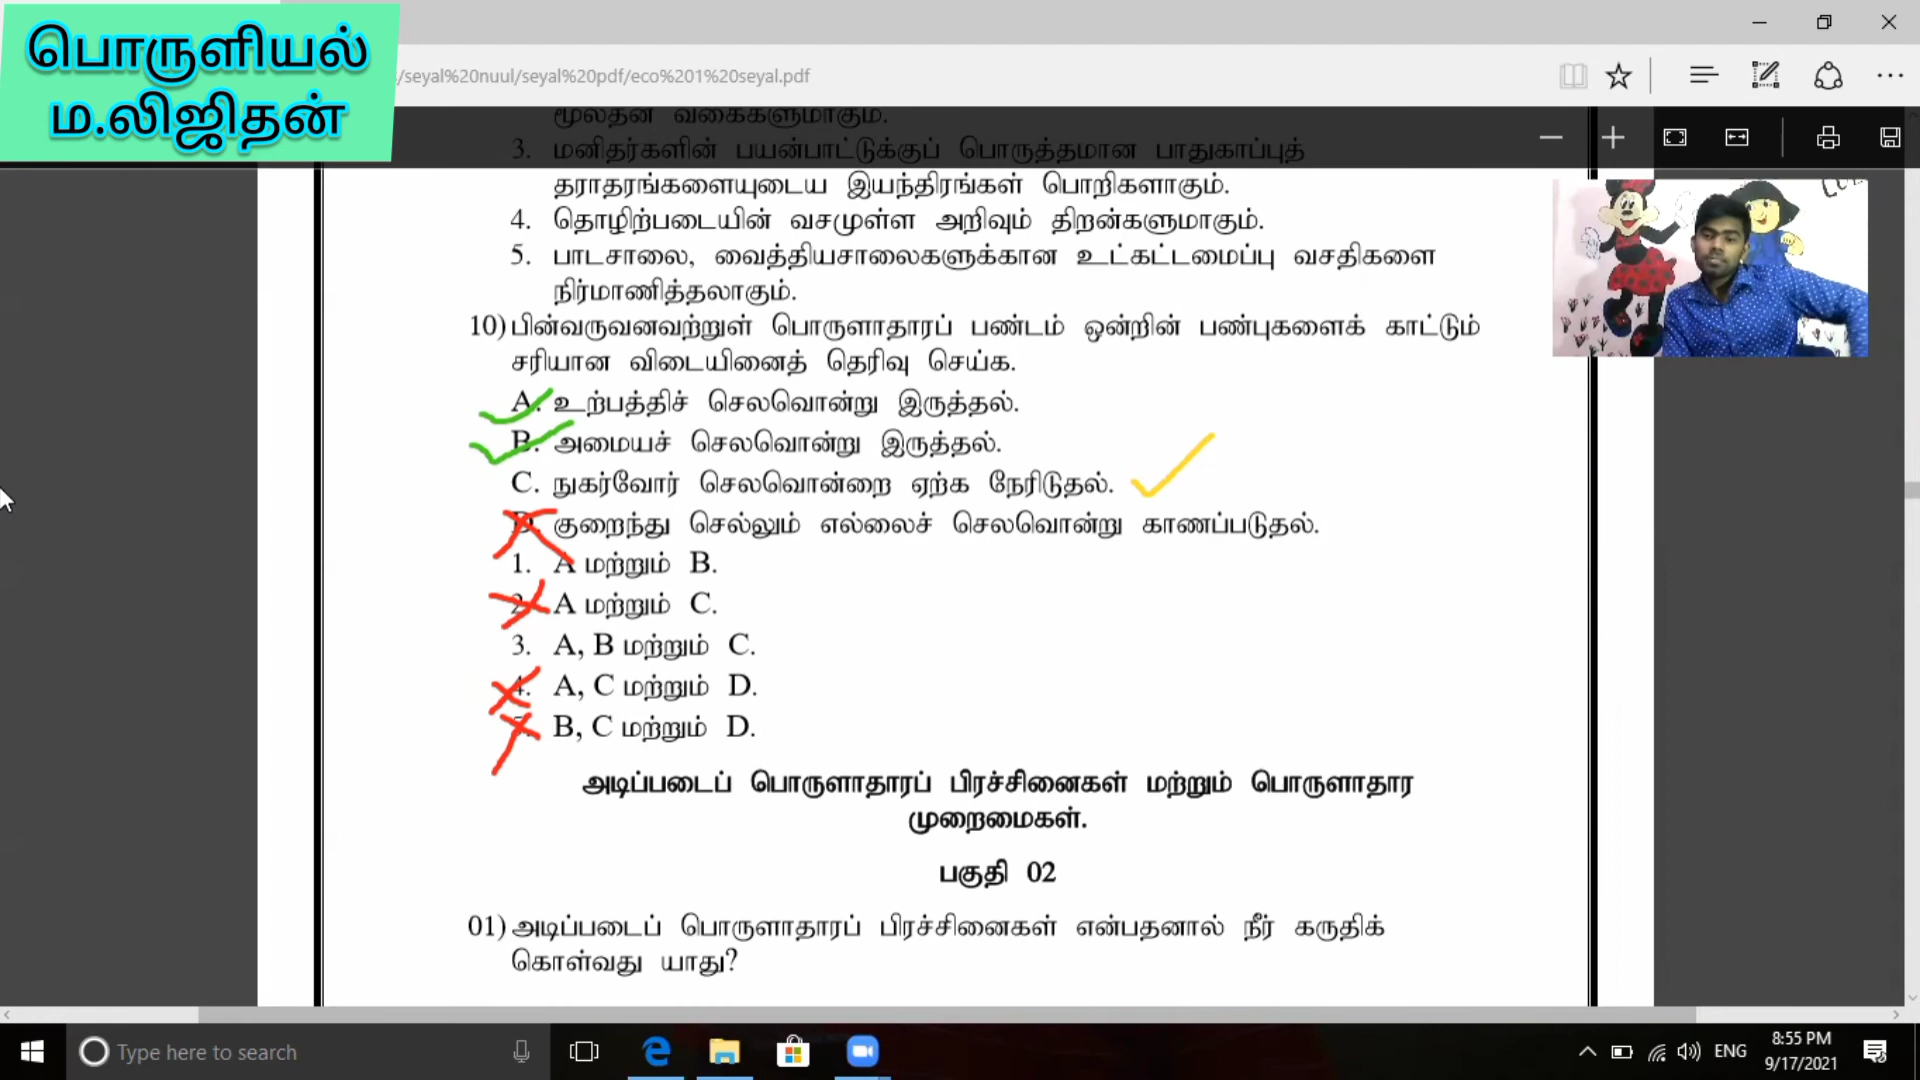 பொருளியல்
ம.லிஜிதன்
/seyal%20nuul/seyal%20pdf/eco%201%20seyal.pdf
மூலதன வகைகளுமாகும்.
3. மனிதர்களின் பயன்பாட்டுக்குப் பொருத்தமான பாதுகாப்புத்
தராதரங்களையுடைய இயந்திரங்கள் பொறிகளாகும்.
4. தொழிற்படையின் வசமுள்ள அறிவும் திறன்களுமாகும்.
5. பாடசாலை, வைத்தியசாலைகளுக்கான உட்கட்டமைப்பு வசதிகளை
நிர்மாணித்தலாகும்.
10) பின்வருவனவற்றுள் பொருளாதாரப் பண்டம் ஒன்றின் பண்புகளைக் காட்டும்
சரியான விடையினைத் தெரிவு செய்க.
A. உற்பத்திச் செலவொன்று இருத்தல்.
B. அமையச் செலவொன்று இருத்தல்.
C. நுகர்வோர் செலவொன்றை ஏற்க நேரிடுதல்.
D. குறைந்து செல்லும் எல்லைச் செலவொன்று காணப்படுதல்.
1. A மற்றும் B.
2. A மற்றும் C.
3. A, B மற்றும் C.
4. A, C மற்றும் D.
5. B, C மற்றும் D.
அடிப்படைப் பொருளாதாரப் பிரச்சினைகள் மற்றும் பொருளாதார
முறைமைகள்.
பகுதி 02
01) அடிப்படைப் பொருளாதாரப் பிரச்சினைகள் என்பதனால் நீர் கருதிக்
கொள்வது யாது?
Type here to search
ENG
8:55 PM
9/17/2021